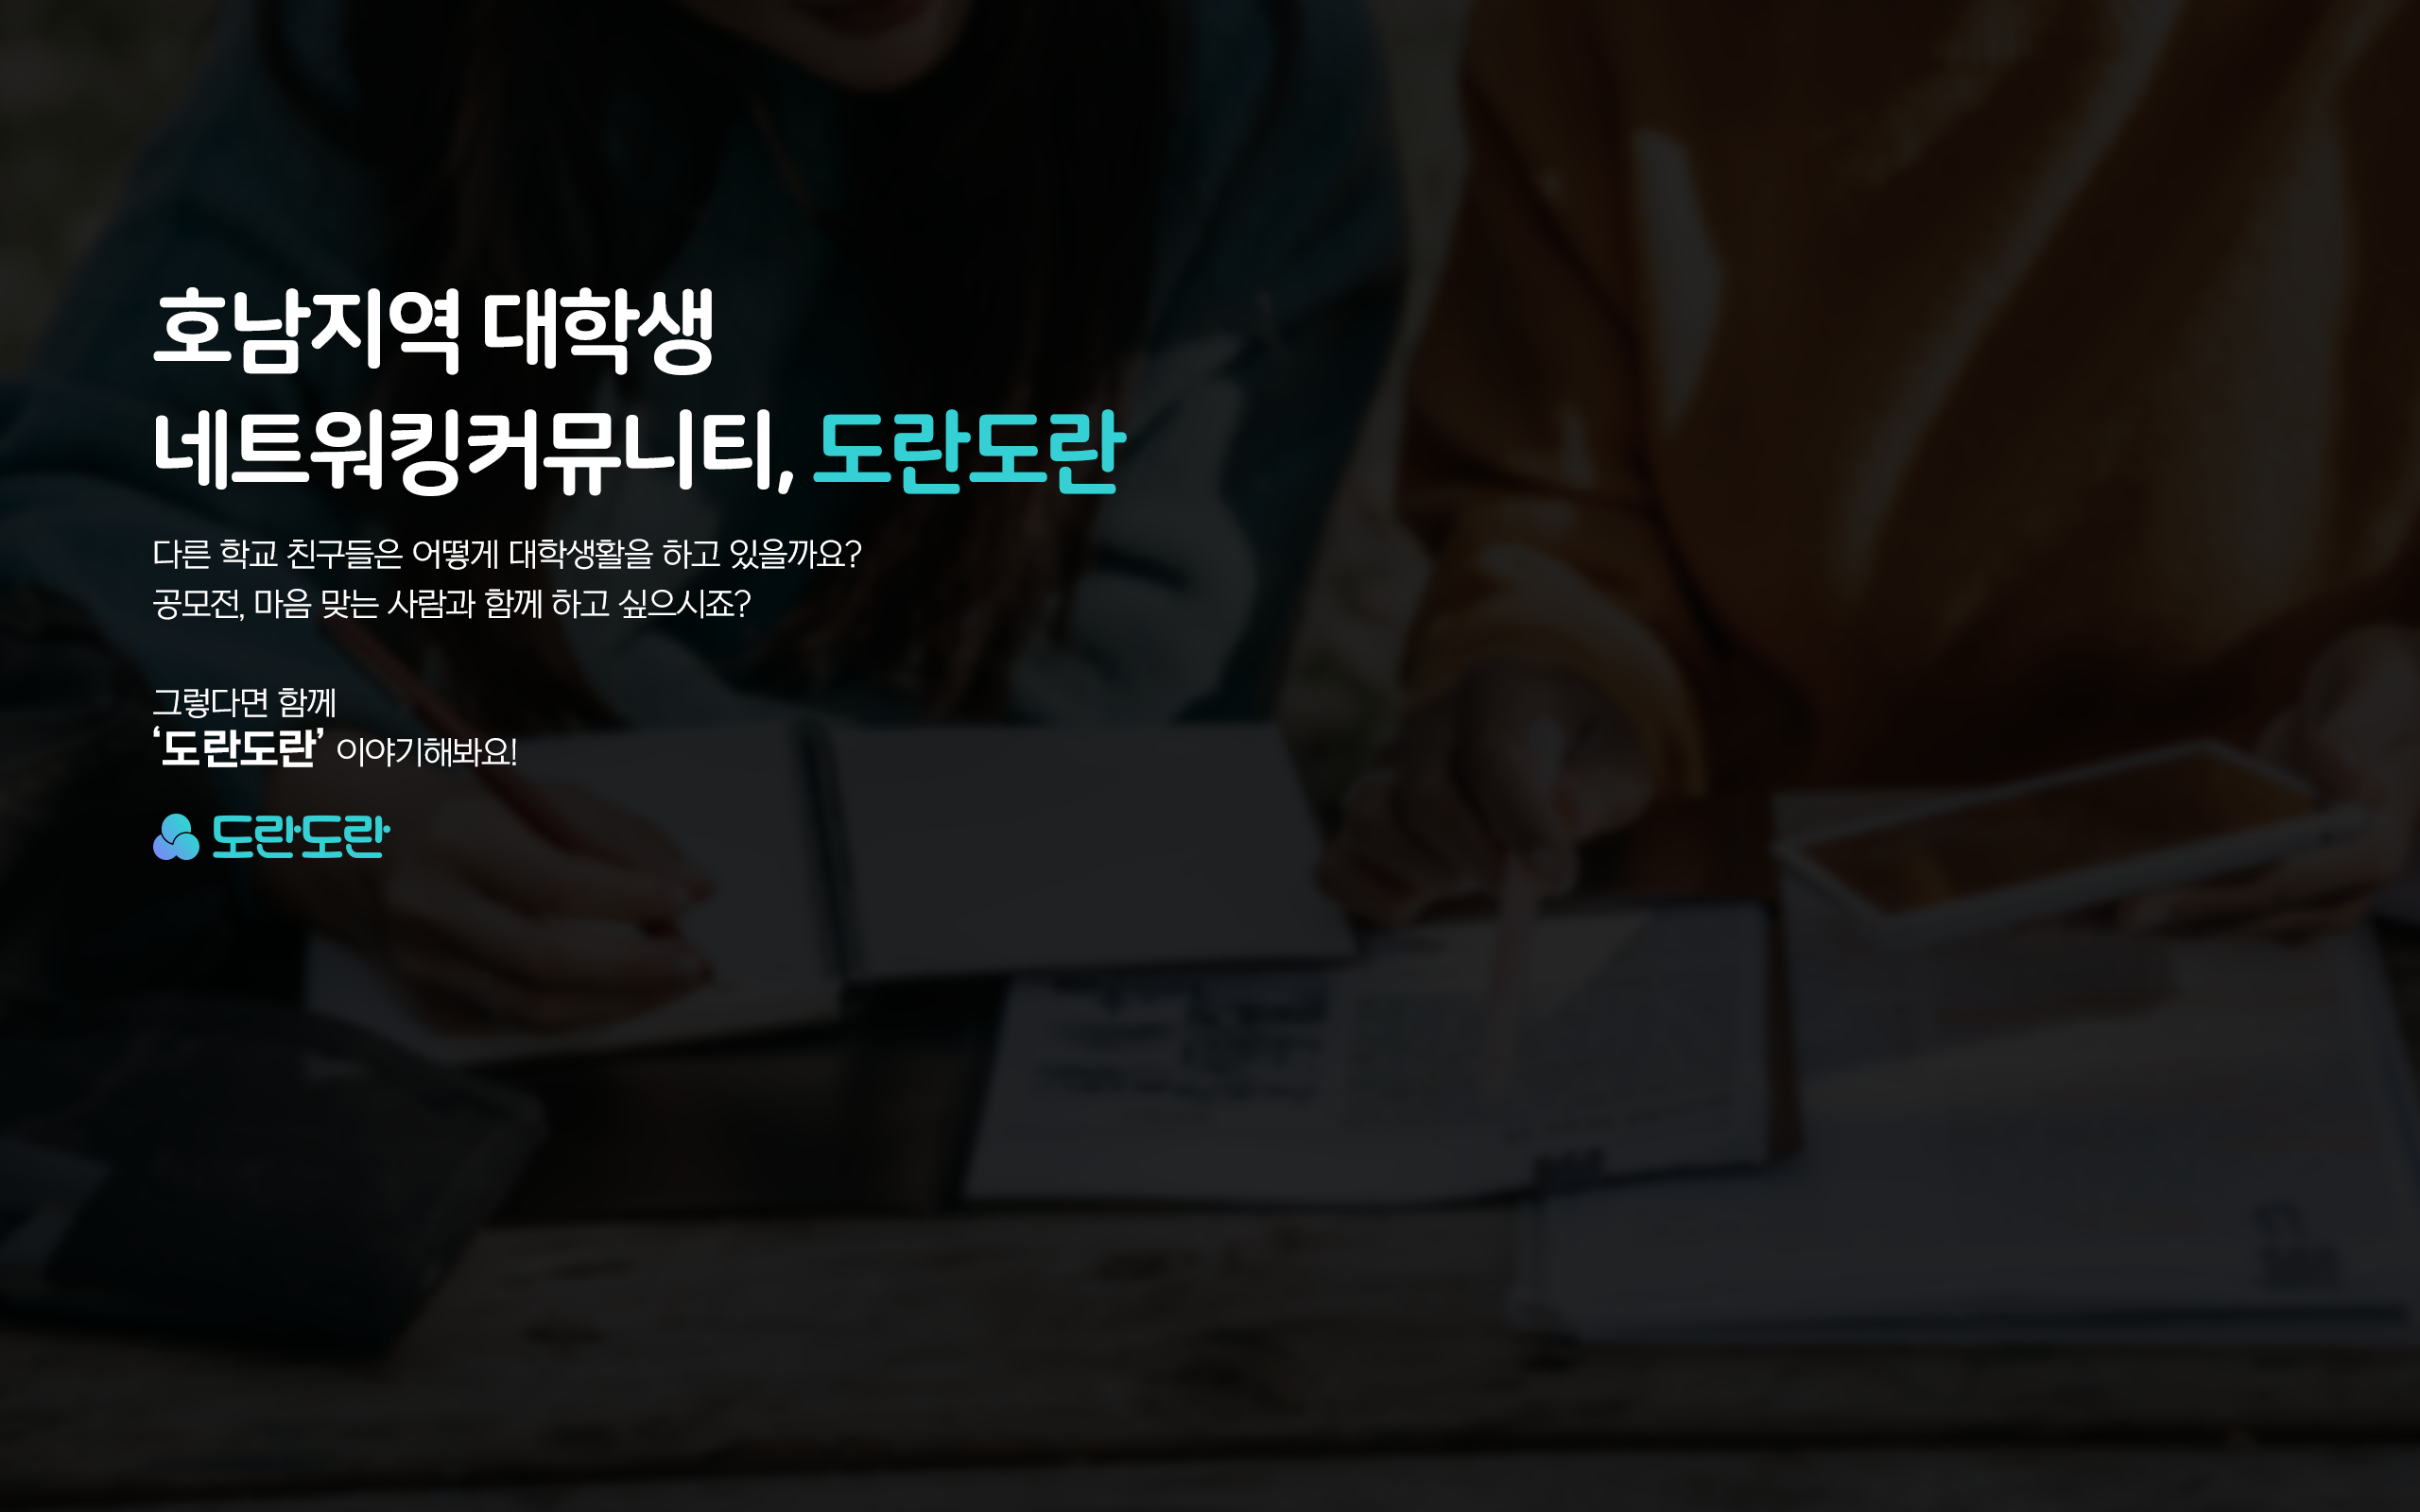 호남지역 대학생
네트워킹커뮤니티, 도란도란
다른 학교 친구들은 어떻게 대학생활을 하고 있을까요?
공모전, 마음 맞는 사람과 함께 하고 싶으시죠?
그렇다면 함께
‘도란도란’ 이야기해봐요!
도란도란